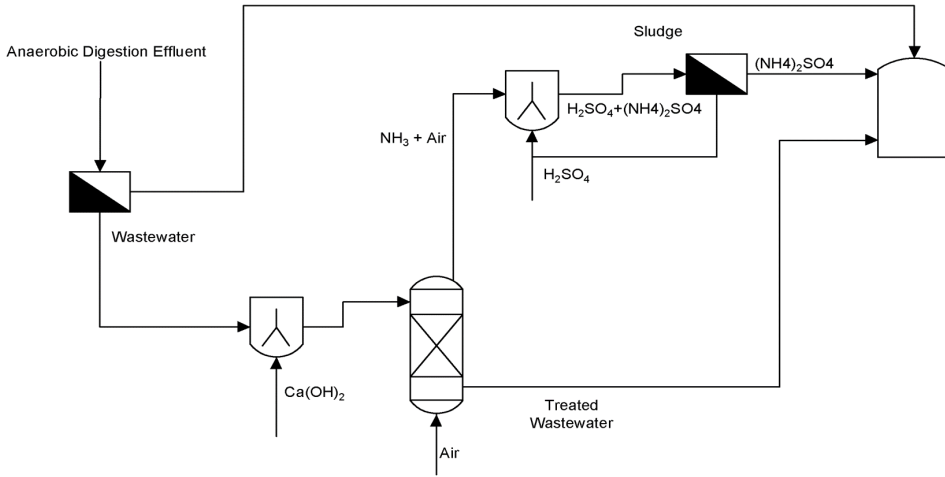 Sludge
Anaerobic Digestion Effluent
(NH4)₂SO4
H₂SO₄+(NH4)₂SO4
NH₃ + Air
H₂SO₄
Wastewater
Ca(OH)₂
Treated
Wastewater
Air